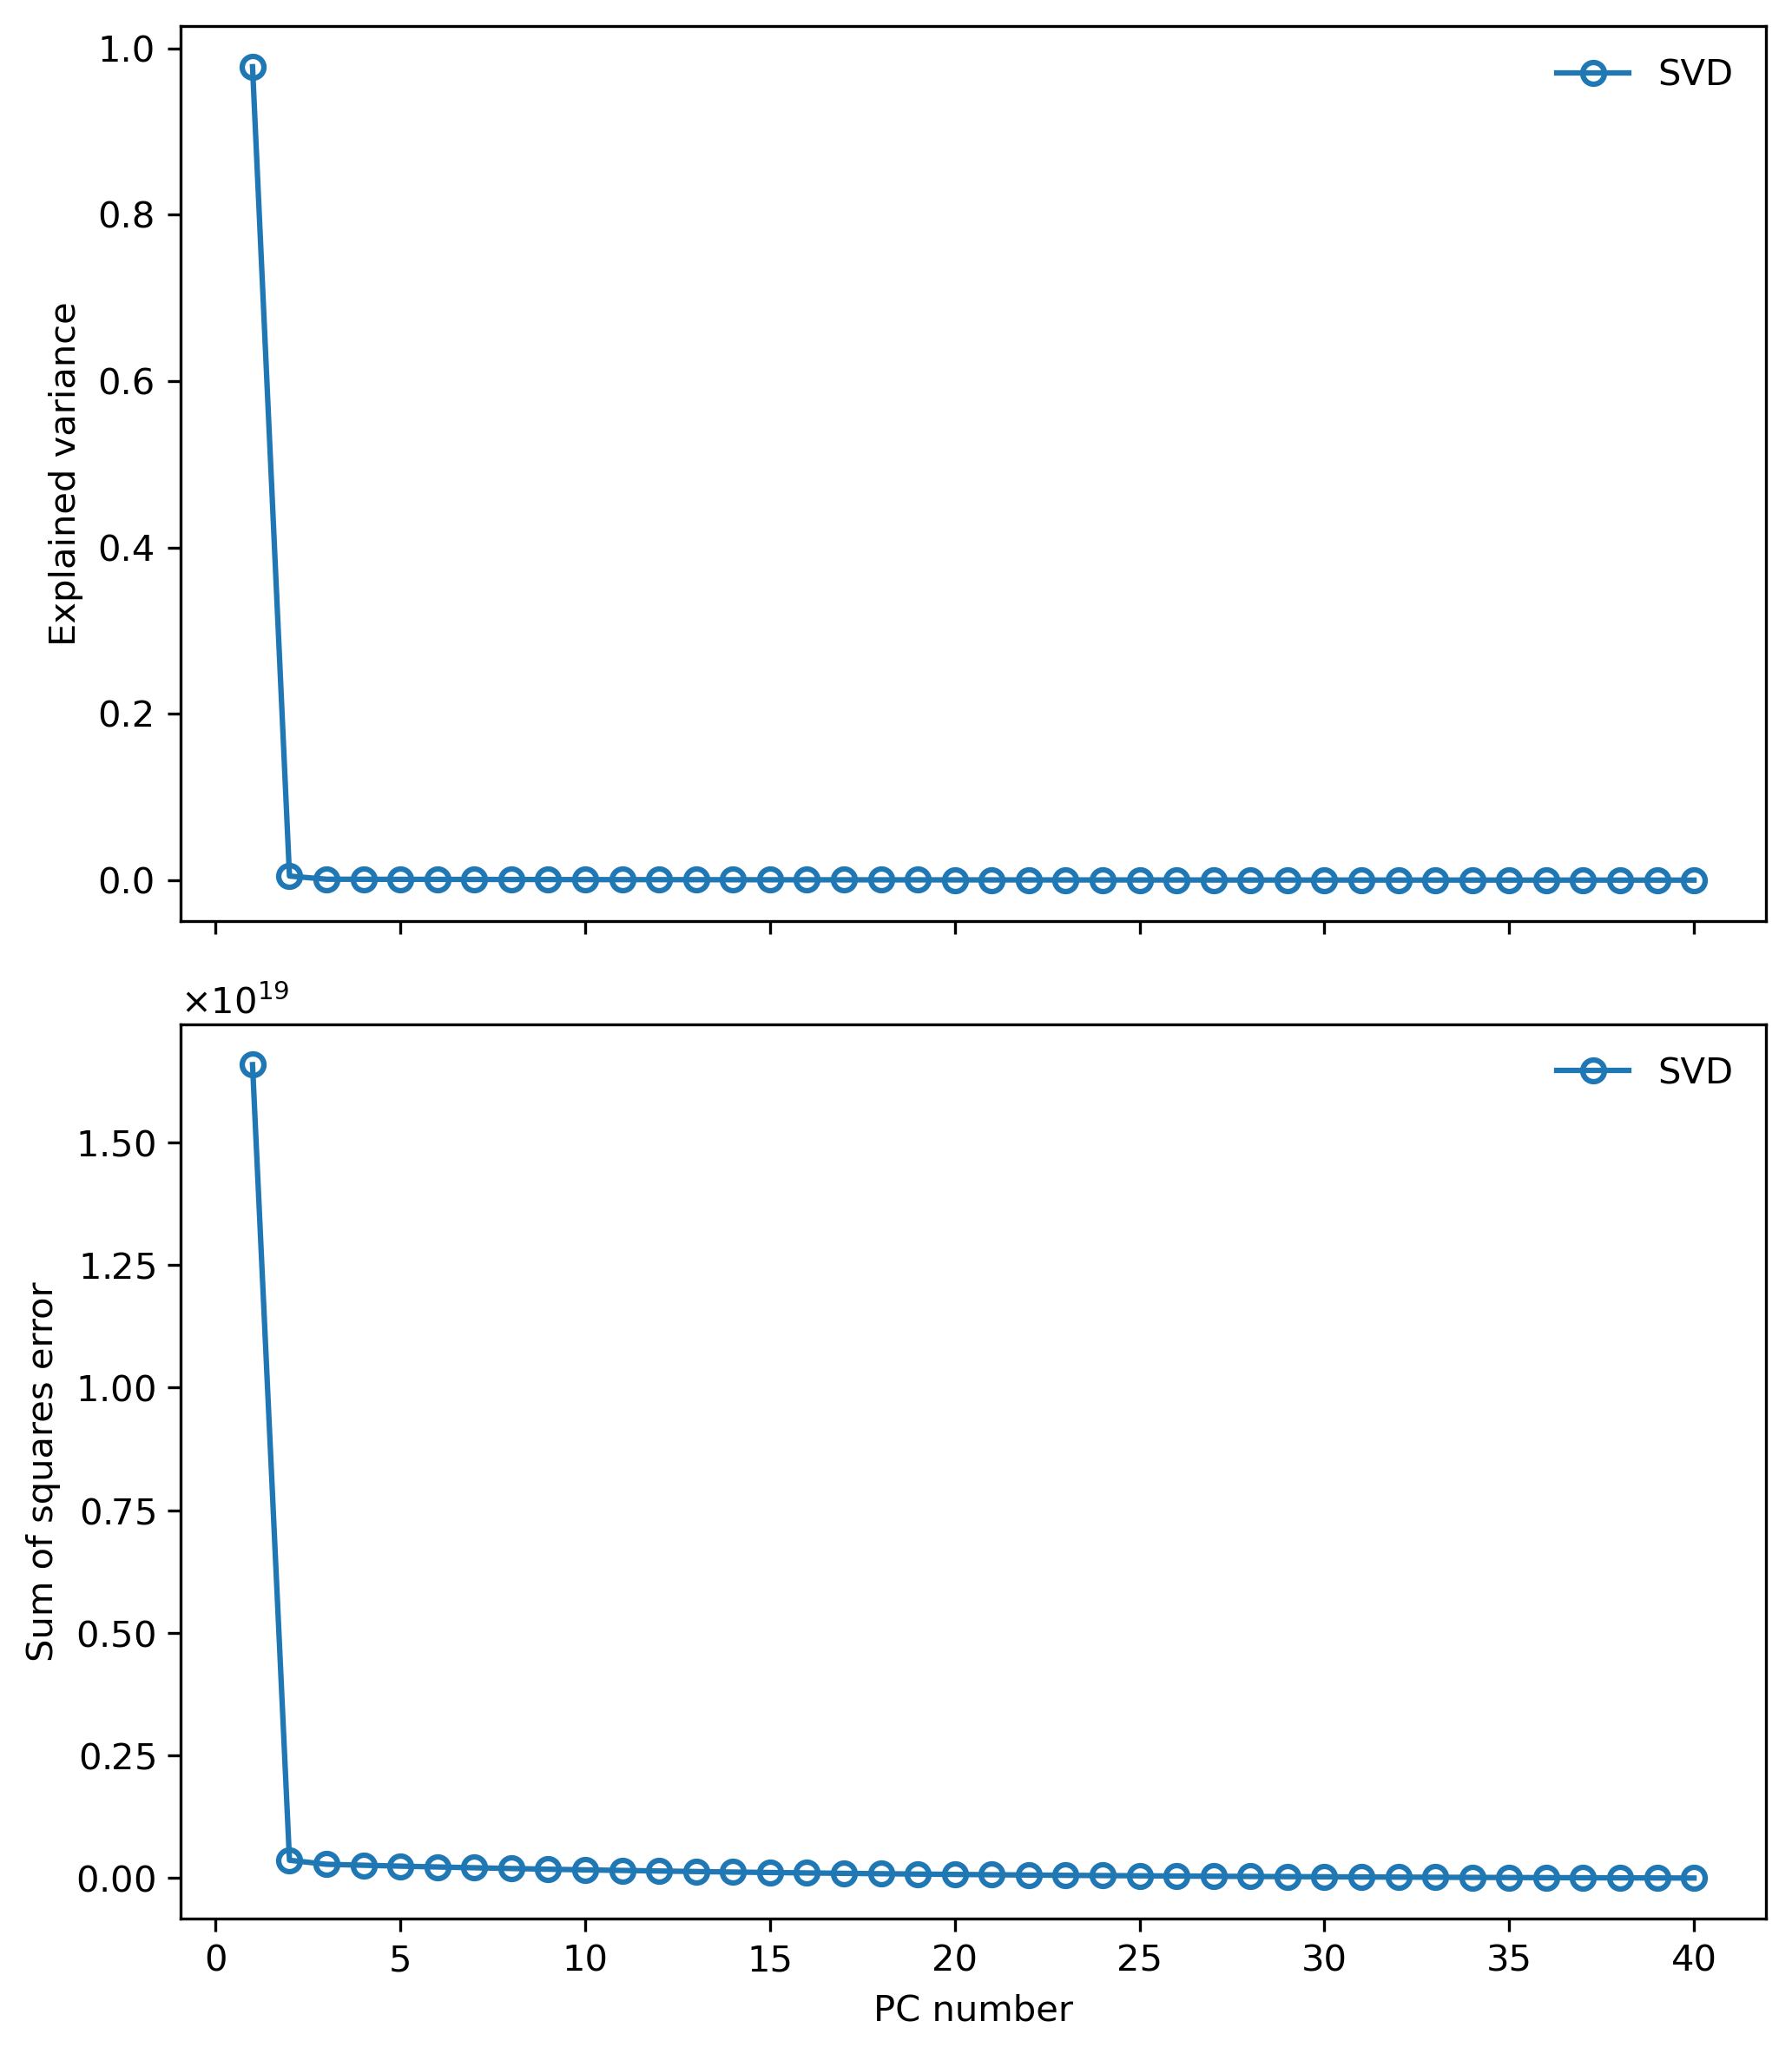 1.0
0.8
0.6
0.4
0.2
0.0
Explained variance
SVD
×10¹⁹
1.50
1.25
1.00
0.75
0.50
0.25
0.00
Sum of squares error
SVD
0 5 10 15 20 25 30 35 40
PC number